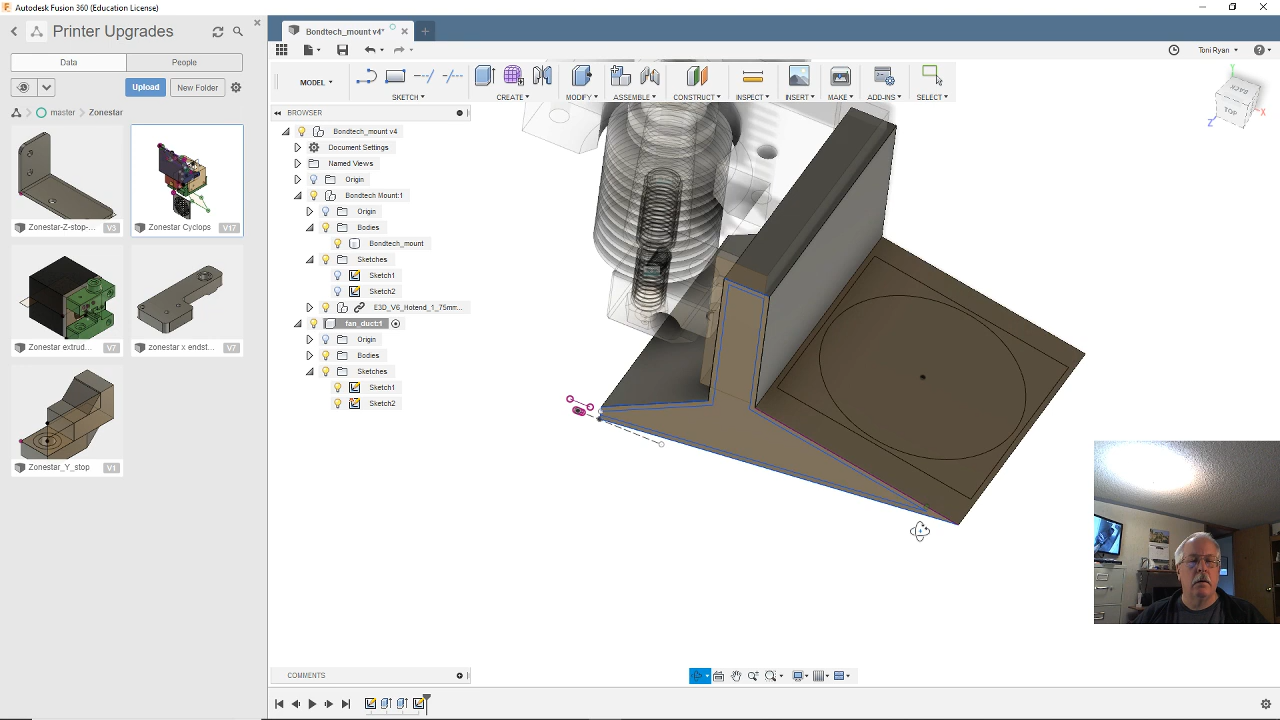 Autodesk Fusion 360 (Education License)
Printer Upgrades
Data
People
Upload
New Folder
Zonestar
Zonestar-Z-stop-...
V3
Zonestar Cyclops
V17
Zonestar extrud...
V7
zonestar x endst...
V7
Zonestar_Y_stop
V1
Bondtech_mount v4*
Toni Ryan
MODEL
SKETCH
CREATE
MODIFY
ASSEMBLE
CONSTRUCT
INSPECT
INSERT
MAKE
ADD-INS
SELECT
BROWSER
Bondtech_mount v4
Document Settings
Named Views
Origin
Bondtech Mount:1
Origin
Bodies
Bondtech_mount
Sketches
Sketch1
Sketch2
E3D_V6_Hotend_1_75mm...
fan_duct:1
Origin
Bodies
Sketches
Sketch1
Sketch2
Y
BACK
TOP
X
Z
COMMENTS